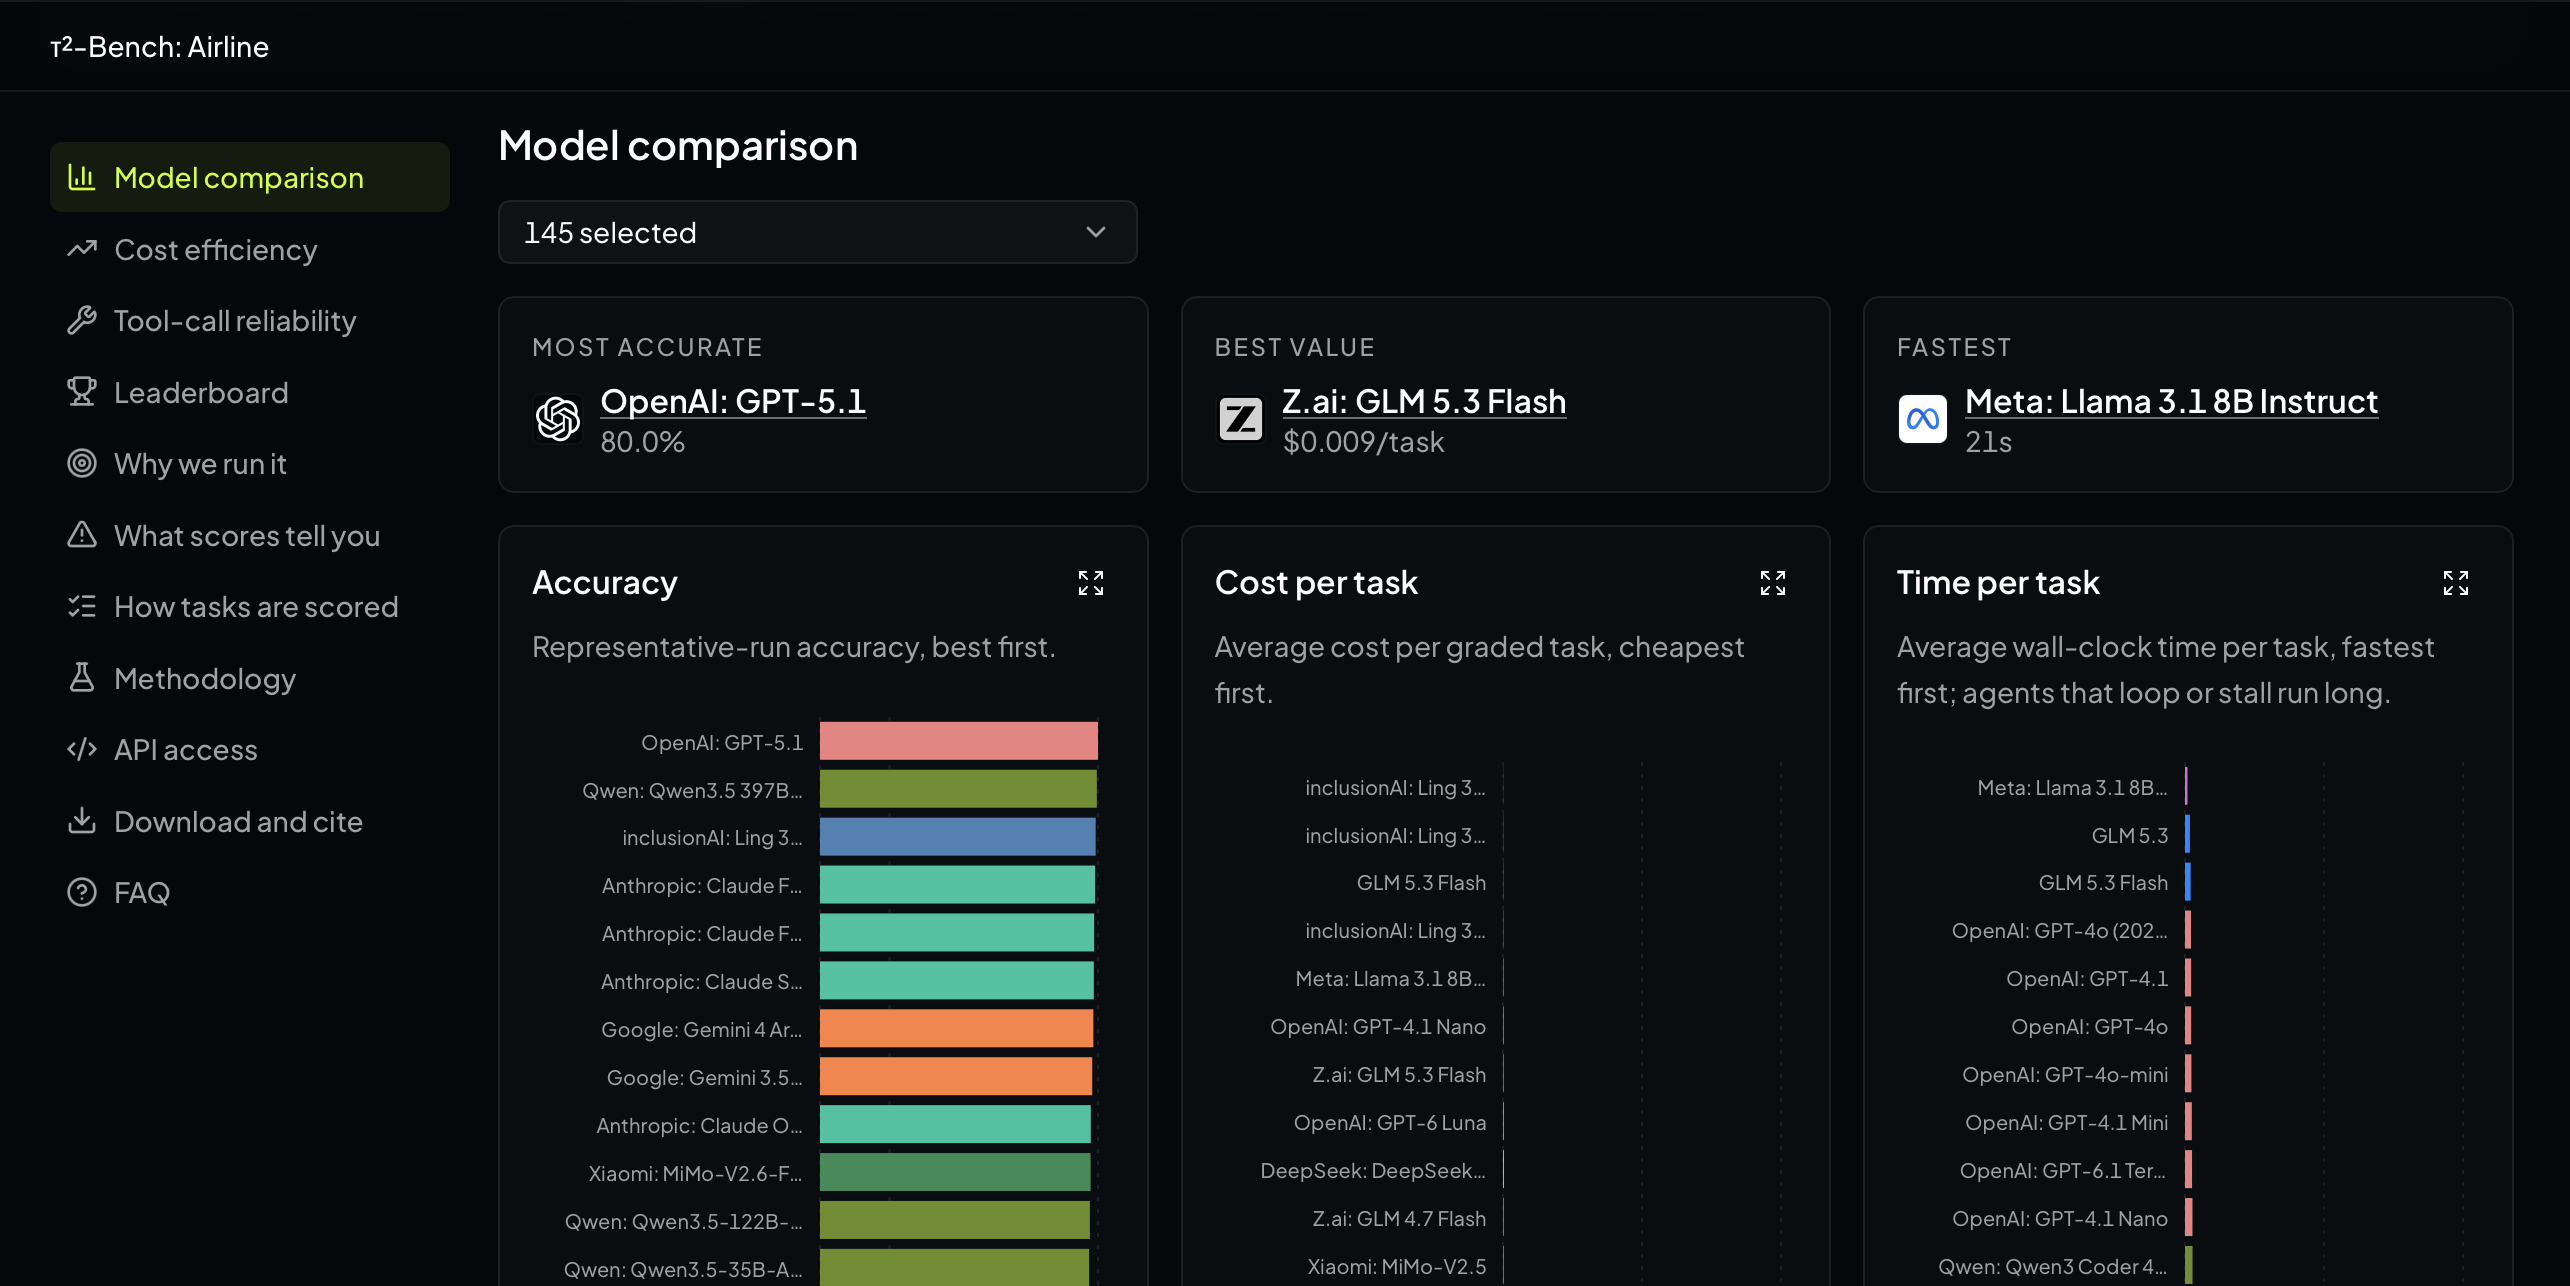 τ²-Bench: Airline
Model comparison
Cost efficiency
Tool-call reliability
Leaderboard
Why we run it
What scores tell you
How tasks are scored
Methodology
API access
Download and cite
FAQ
Model comparison
145 selected
MOST ACCURATE
OpenAI: GPT-5.1
80.0%
BEST VALUE
Z.ai: GLM 5.3 Flash
$0.009/task
FASTEST
Meta: Llama 3.1 8B Instruct
21s
Accuracy
Representative-run accuracy, best first.
OpenAI: GPT-5.1
Qwen: Qwen3.5 397B...
inclusionAI: Ling 3...
Anthropic: Claude F...
Anthropic: Claude F...
Anthropic: Claude S...
Google: Gemini 4 Ar...
Google: Gemini 3.5...
Anthropic: Claude O...
Xiaomi: MiMo-V2.6-F...
Qwen: Qwen3.5-122B-...
Qwen: Qwen3.5-35B-A...
Cost per task
Average cost per graded task, cheapest
first.
inclusionAI: Ling 3...
inclusionAI: Ling 3...
GLM 5.3 Flash
inclusionAI: Ling 3...
Meta: Llama 3.1 8B...
OpenAI: GPT-4.1 Nano
Z.ai: GLM 5.3 Flash
OpenAI: GPT-6 Luna
DeepSeek: DeepSeek...
Z.ai: GLM 4.7 Flash
Xiaomi: MiMo-V2.5
Time per task
Average wall-clock time per task, fastest
first; agents that loop or stall run long.
Meta: Llama 3.1 8B...
GLM 5.3
GLM 5.3 Flash
OpenAI: GPT-4o (202...
OpenAI: GPT-4.1
OpenAI: GPT-4o
OpenAI: GPT-4o-mini
OpenAI: GPT-4.1 Mini
OpenAI: GPT-6.1 Ter...
OpenAI: GPT-4.1 Nano
Qwen: Qwen3 Coder 4...